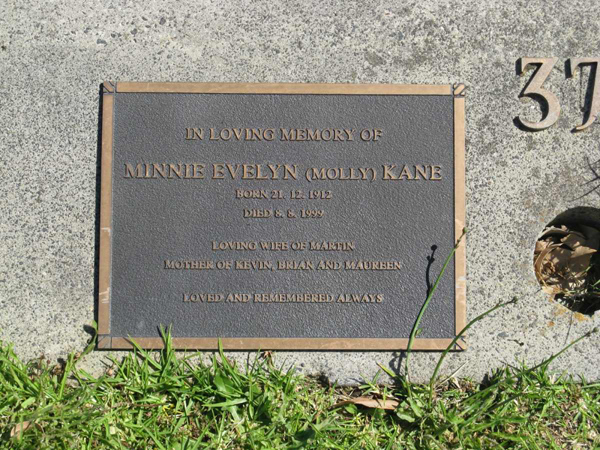 IN LOVING MEMORY OF
MINNIE EVELYN (MOLLY) KANE
BORN 21. 12. 1912
DIED 8. 8. 1999
LOVING WIFE OF MARTIN
MOTHER OF KEVIN, BRIAN AND MAUREEN
LOVED AND REMEMBERED ALWAYS
37